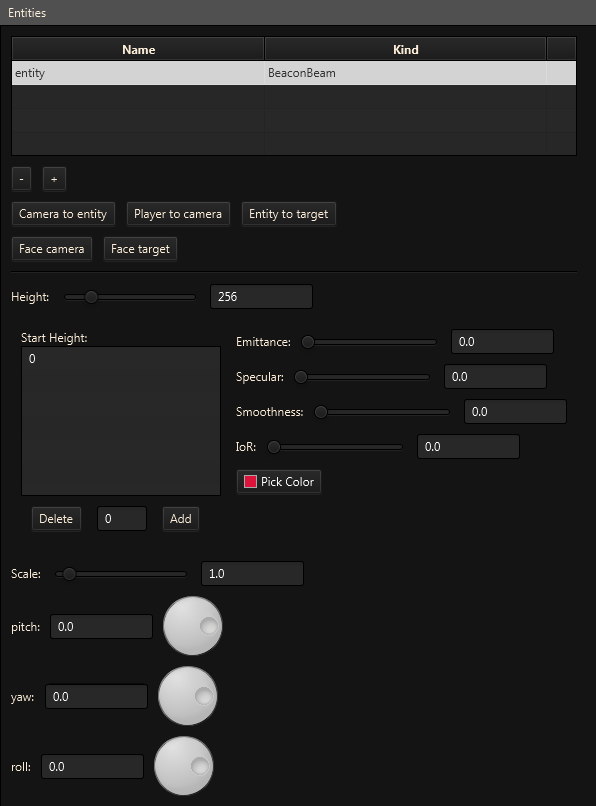 Entities
Name Kind
entity BeaconBeam
- +
Camera to entity Player to camera Entity to target
Face camera Face target
Height: 256
Start Height:
0
Emittance: 0.0
Specular: 0.0
Smoothness: 0.0
IoR: 0.0
Pick Color
Delete 0 Add
Scale: 1.0
pitch: 0.0
yaw: 0.0
roll: 0.0